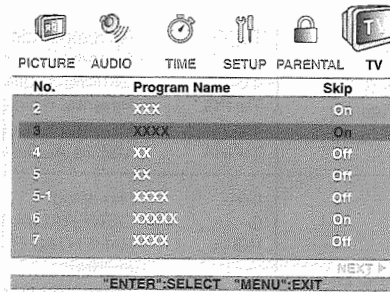 TV
PICTURE AUDIO TIME SETUP PARENTAL TV
No. Program Name Skip
2 XXX On
3 XXXX On
4 XX Off
5 XX Off
5-1 XXXX Off
6 XXXXX On
7 XXXX Off
NEXT
"ENTER":SELECT "MENU":EXIT